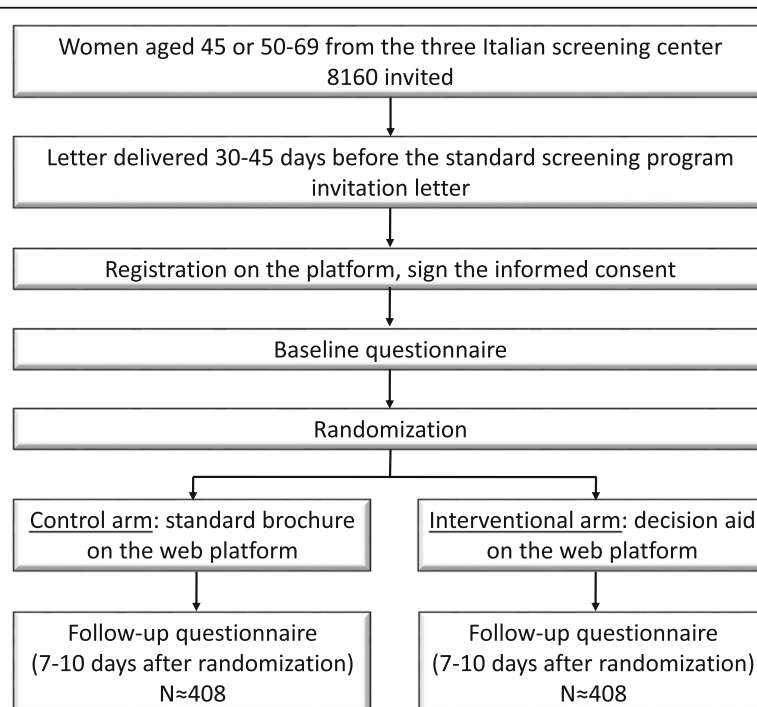 Women aged 45 or 50-69 from the three Italian screening center
8160 invited
Letter delivered 30-45 days before the standard screening program
invitation letter
Registration on the platform, sign the informed consent
Baseline questionnaire
Randomization
Control arm: standard brochure
on the web platform
Interventional arm: decision aid
on the web platform
Follow-up questionnaire
(7-10 days after randomization)
N≈408
Follow-up questionnaire
(7-10 days after randomization)
N≈408